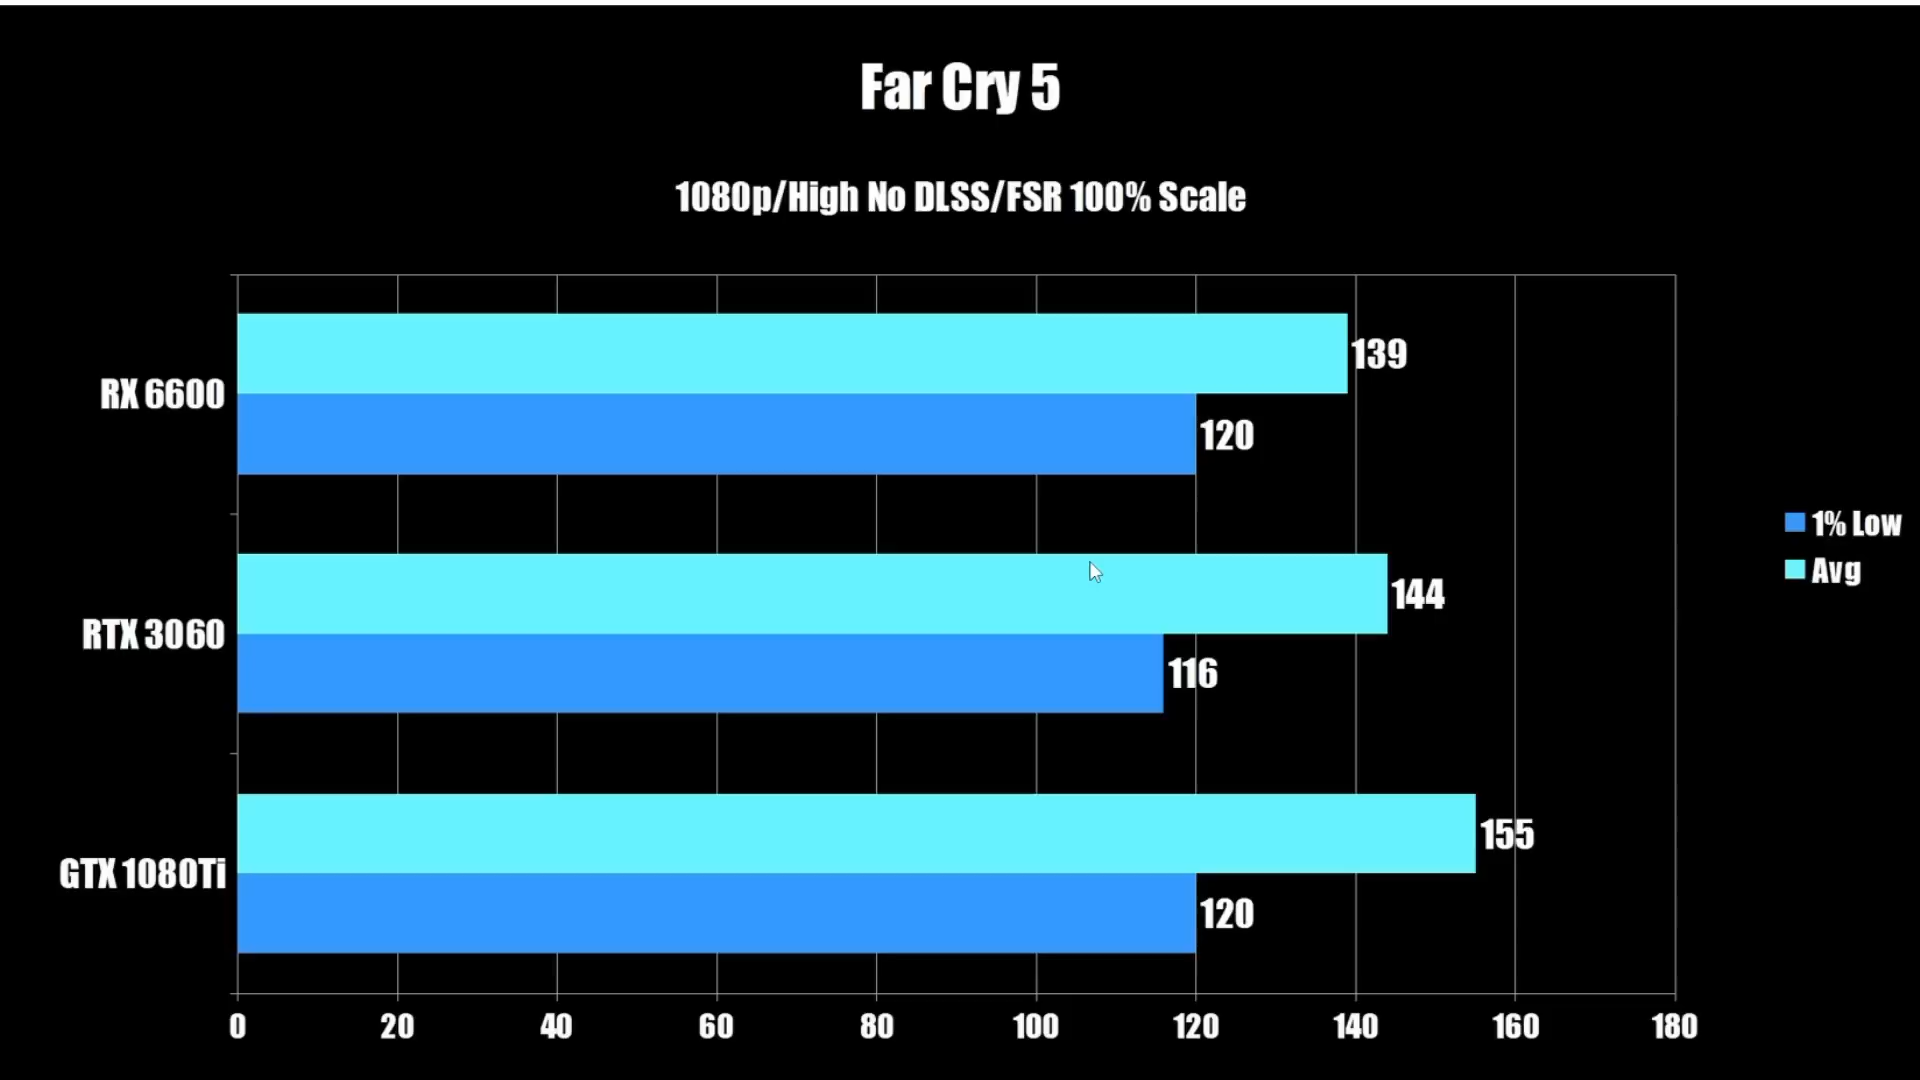 Far Cry 5
1080p/High No DLSS/FSR 100% Scale
RX 6600
139
120
RTX 3060
144
116
GTX 1080Ti
155
120
1% Low
Avg
0 20 40 60 80 100 120 140 160 180